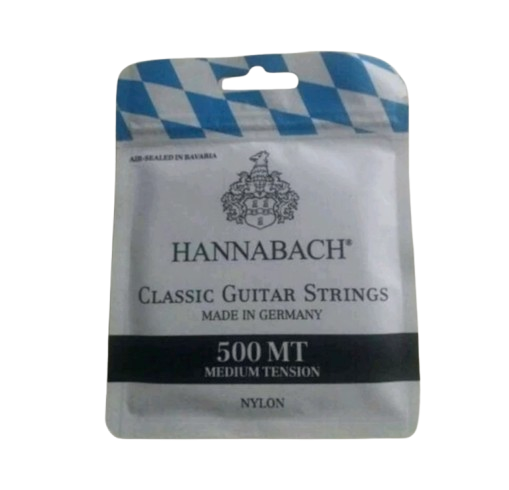 AIR-SEALED IN BAVARIA
HANNABACH®
CLASSIC GUITAR STRINGS
MADE IN GERMANY
500 MT
MEDIUM TENSION
NYLON